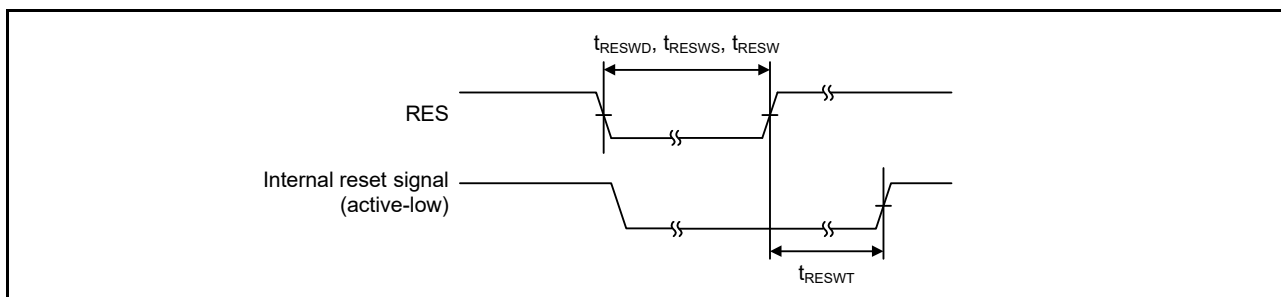 tRESWD, tRESWS, tRESW
RES
Internal reset signal
(active-low)
tRESWT